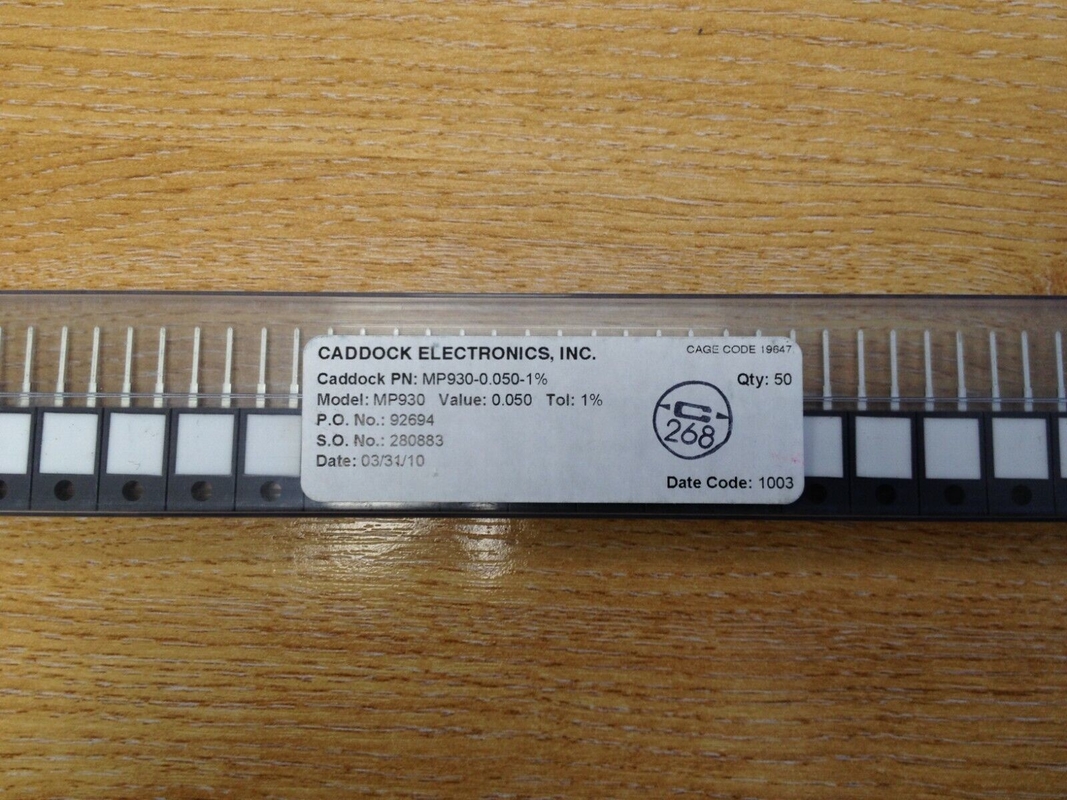 CADDOCK ELECTRONICS, INC. CAGE CODE 19647
Caddock PN: MP930-0.050-1% Qty: 50
Model: MP930 Value: 0.050 Tol: 1%
P.O. No.: 92694
S.O. No.: 280883
Date: 03/31/10
C
268
Date Code: 1003